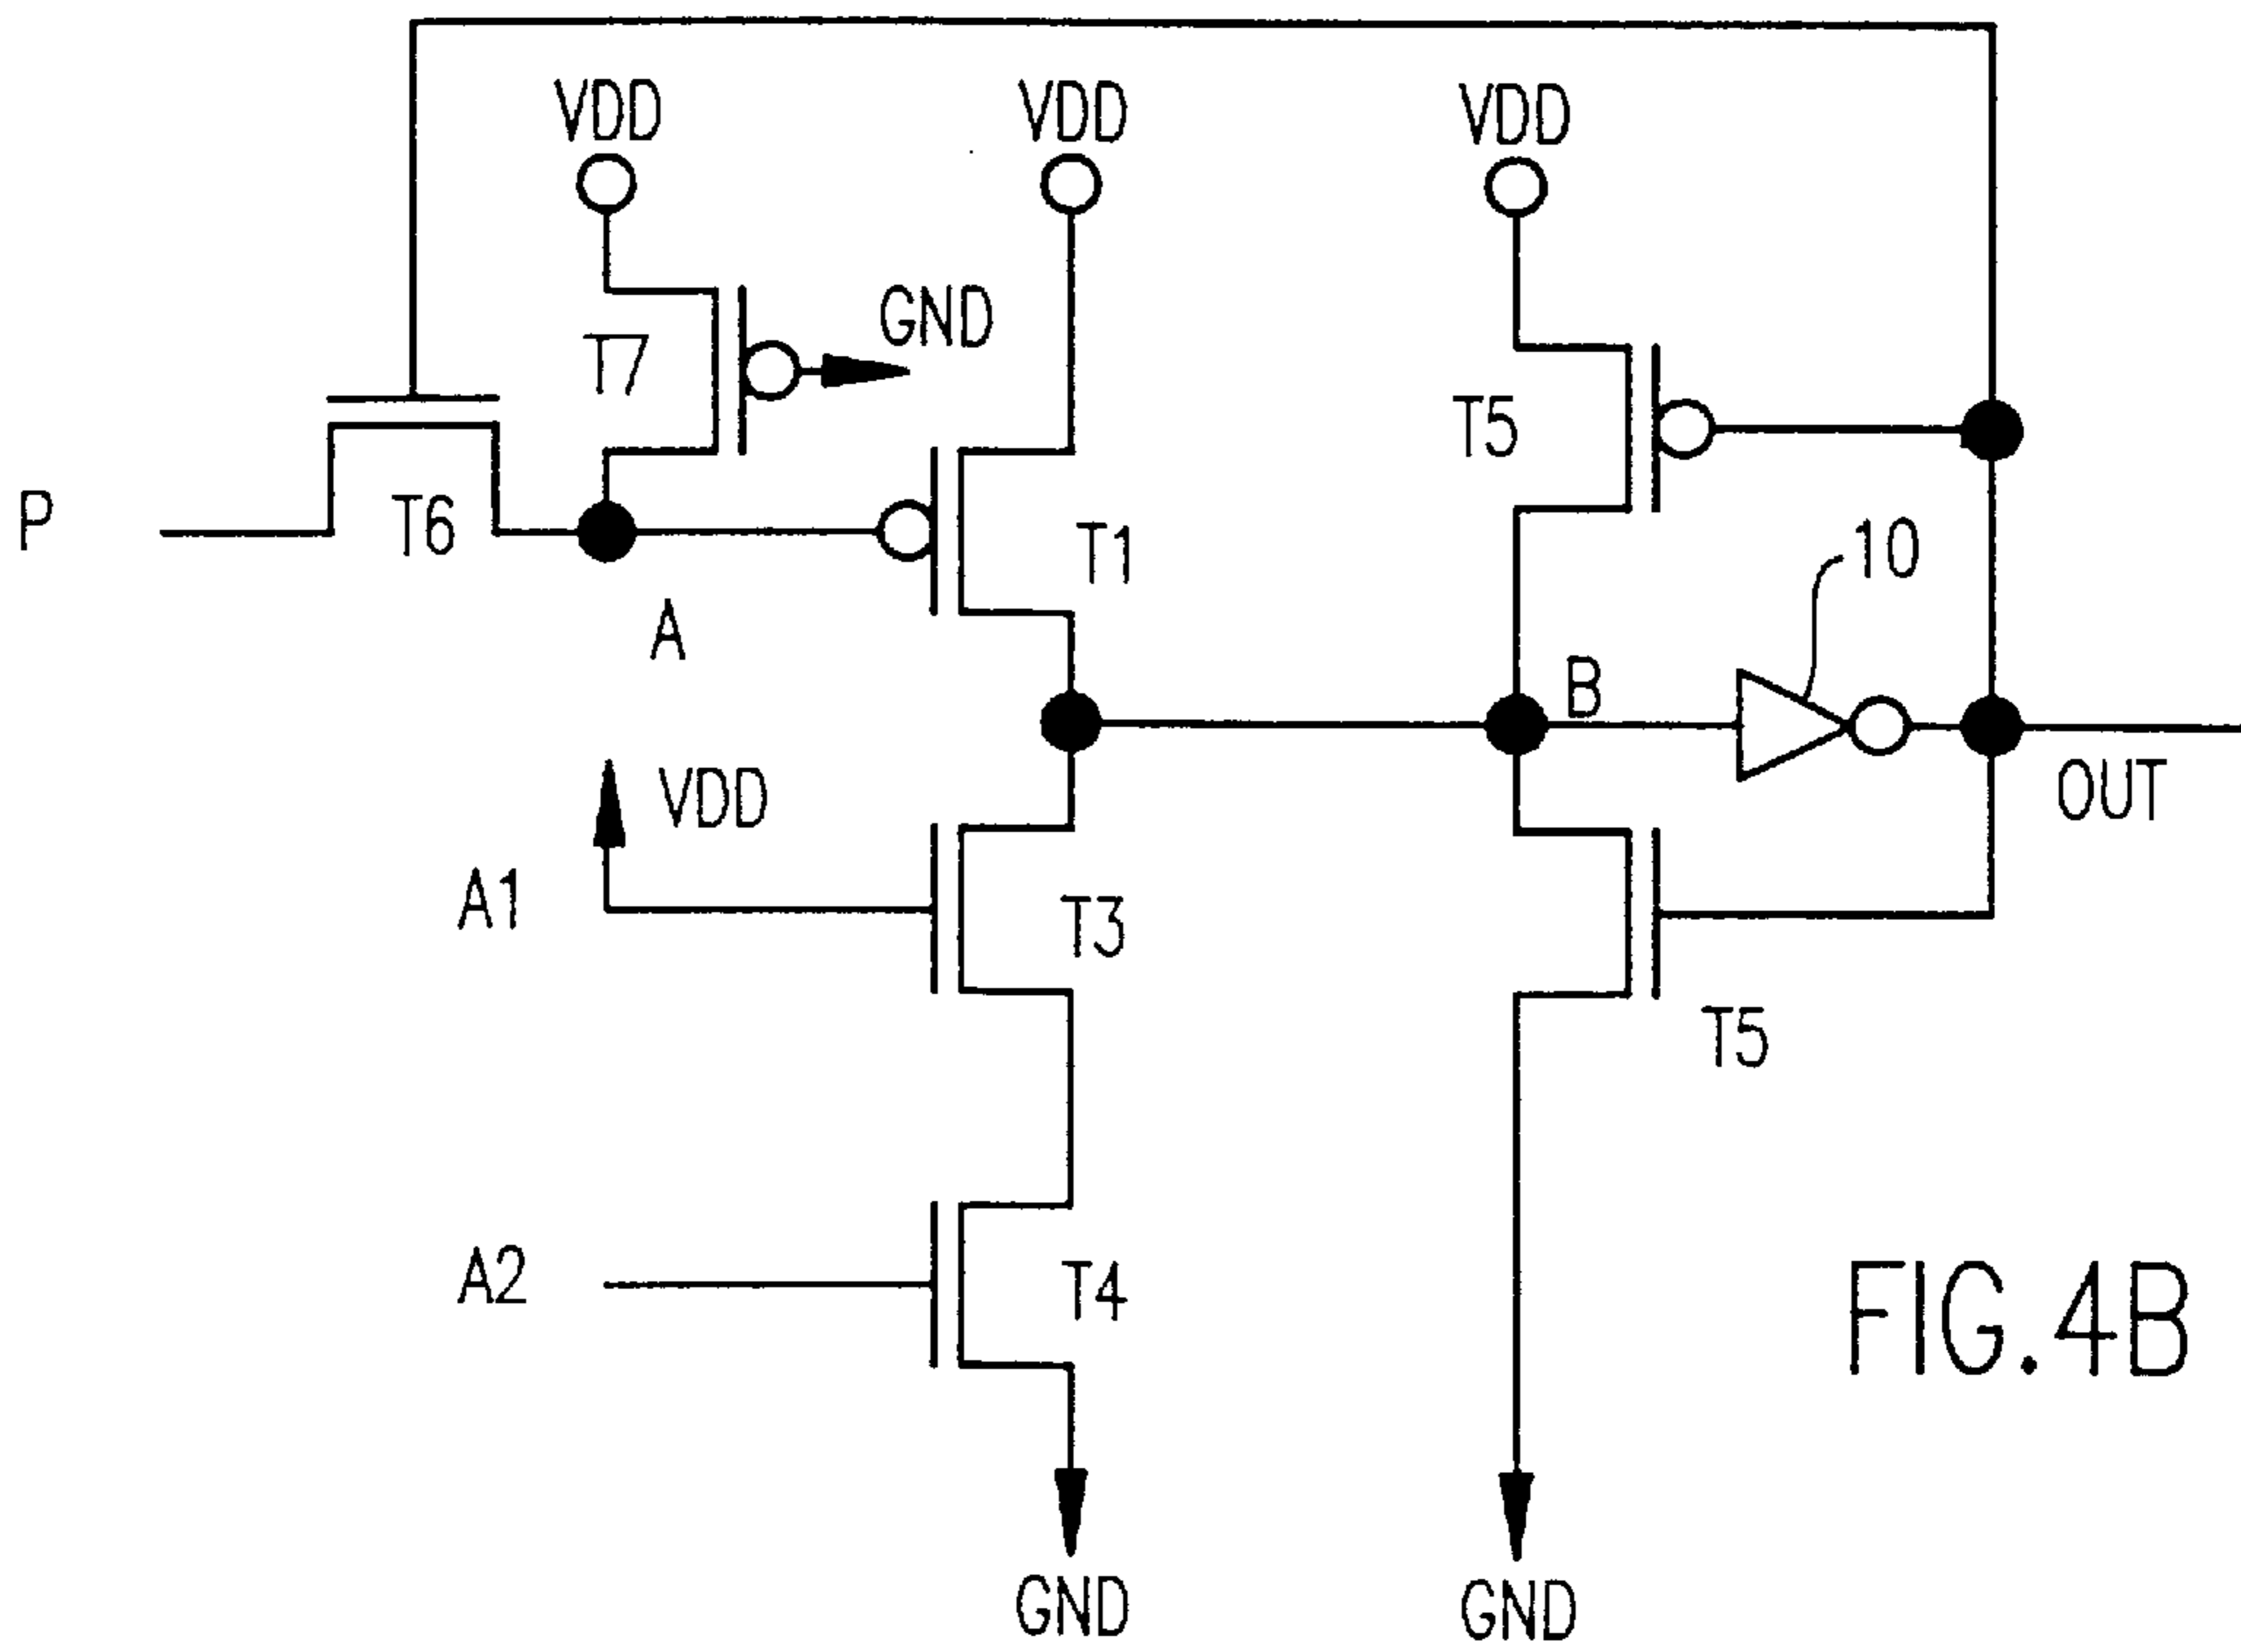 VDD
VDD
VDD
GND
T7
T5
P
T6
T1
10
A
B
VDD
OUT
A1
T3
T5
A2
T4
FIG.4B
GND
GND